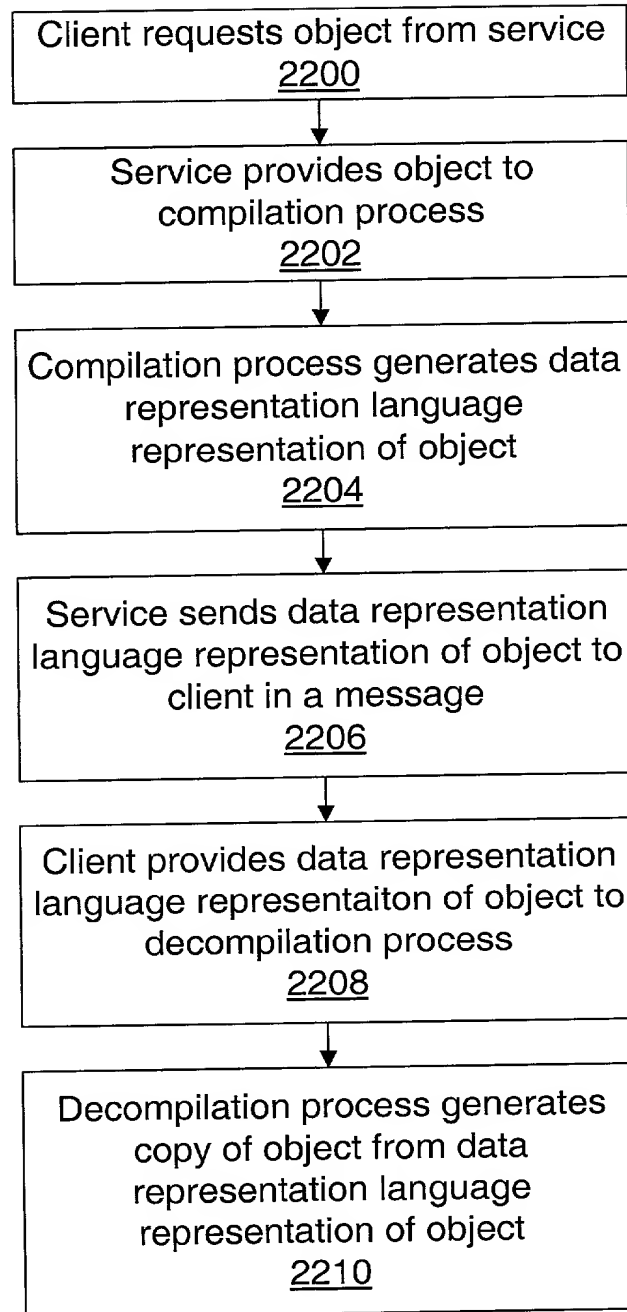 Client requests object from service
2200
Service provides object to
compilation process
2202
Compilation process generates data
representation language
representation of object
2204
Service sends data representation
language representation of object to
client in a message
2206
Client provides data representation
language representaiton of object to
decompilation process
2208
Decompilation process generates
copy of object from data
representation language
representation of object
2210